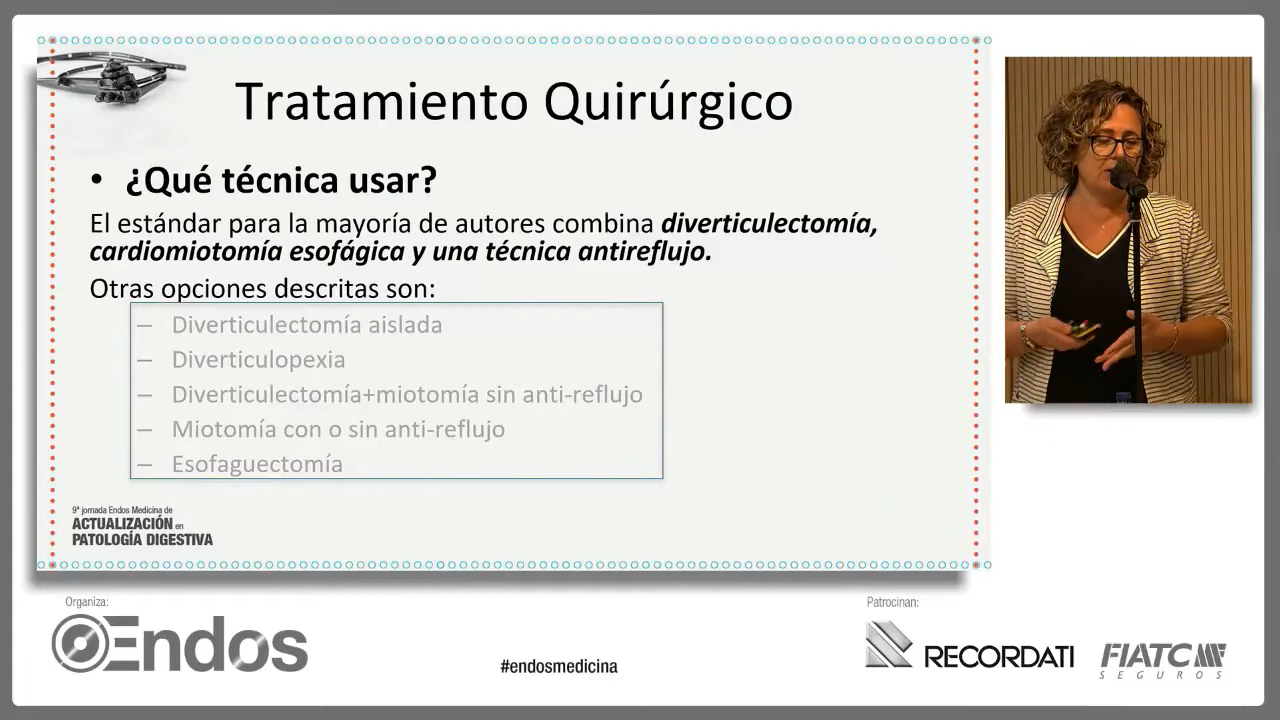 Tratamiento Quirúrgico
• ¿Qué técnica usar?
El estándar para la mayoría de autores combina diverticulectomía,
cardiomiotomía esofágica y una técnica antireflujo.
Otras opciones descritas son:
– Diverticulectomía aislada
– Diverticulopexia
– Diverticulectomía+miotomía sin anti-reflujo
– Miotomía con o sin anti-reflujo
– Esofaguectomía
9ª jornada Endos Medicina de
ACTUALIZACIÓN en
PATOLOGÍA DIGESTIVA
Organiza:
Endos
#endosmedicina
Patrocinan:
RECORDATI
FIATC
SEGUROS